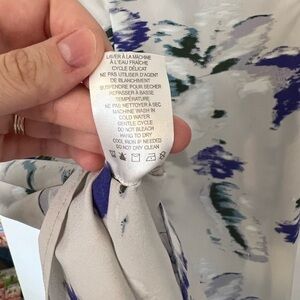 LAVER À LA MACHINE
À L'EAU FRAÎCHE
CYCLE DÉLICAT
NE PAS UTILISER D'AGENT
DE BLANCHIMENT
SUSPENDRE POUR SÉCHER
REPASSER À BASSE
TEMPÉRATURE
NE PAS NETTOYER À SEC
MACHINE WASH IN
COLD WATER
GENTLE CYCLE
DO NOT BLEACH
HANG TO DRY
COOL IRON IF NEEDED
DO NOT DRY CLEAN